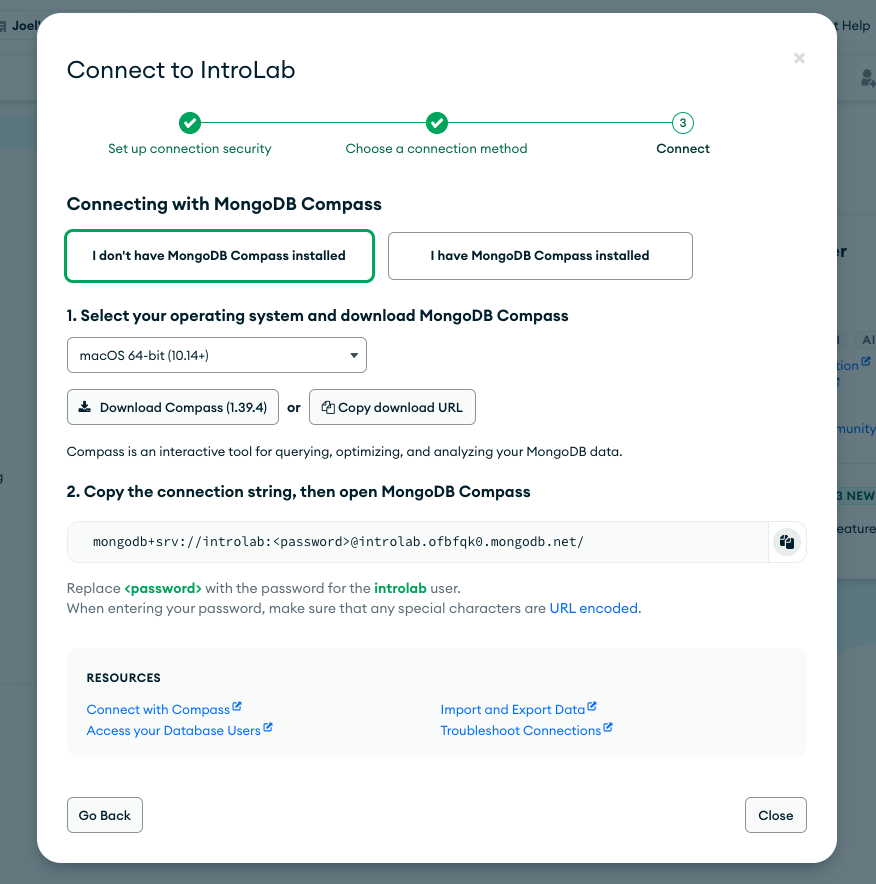 Joel'
t Help
Connect to IntroLab
Set up connection security
Choose a connection method
3
Connect
Connecting with MongoDB Compass
I don't have MongoDB Compass installed
I have MongoDB Compass installed
1. Select your operating system and download MongoDB Compass
macOS 64-bit (10.14+)
Download Compass (1.39.4)
or
Copy download URL
Compass is an interactive tool for querying, optimizing, and analyzing your MongoDB data.
2. Copy the connection string, then open MongoDB Compass
mongodb+srv://introlab:<password>@introlab.ofbfqk0.mongodb.net/
Replace <password> with the password for the introlab user.
When entering your password, make sure that any special characters are URL encoded.
RESOURCES
Connect with Compass
Import and Export Data
Access your Database Users
Troubleshoot Connections
Go Back
Close
er
AI
tion
munity
3 NEW
eature